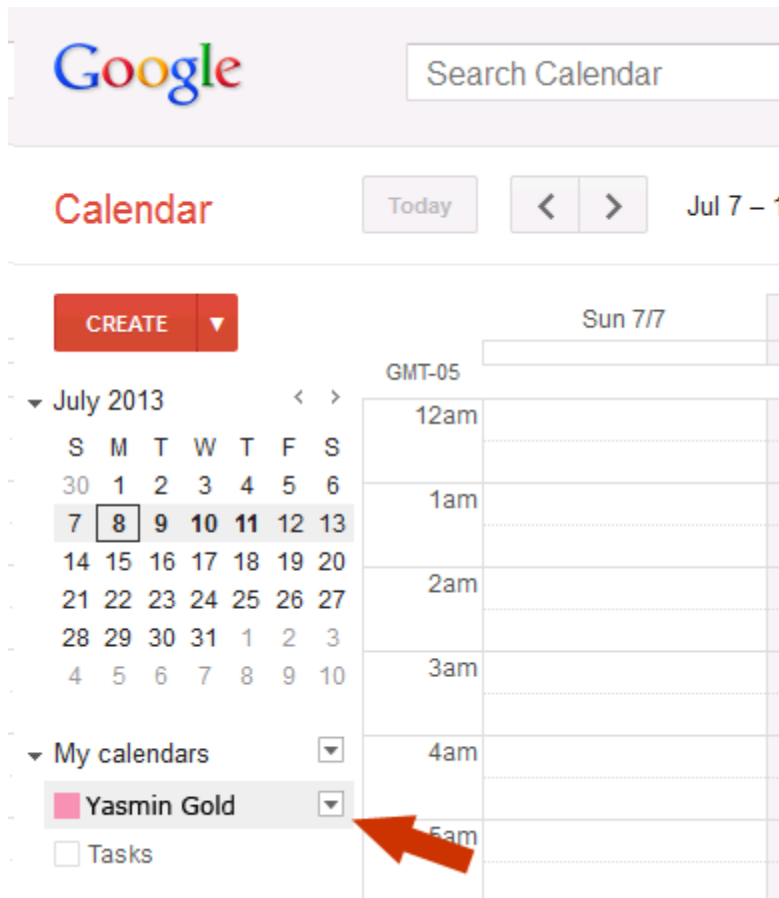 Google
Search Calendar
Calendar
Today
Jul 7 –
CREATE
Sun 7/7
GMT-05
July 2013
S M T W T F S
30 1 2 3 4 5 6
7 8 9 10 11 12 13
14 15 16 17 18 19 20
21 22 23 24 25 26 27
28 29 30 31 1 2 3
4 5 6 7 8 9 10
12am
1am
2am
3am
My calendars
4am
Yasmin Gold
5am
Tasks